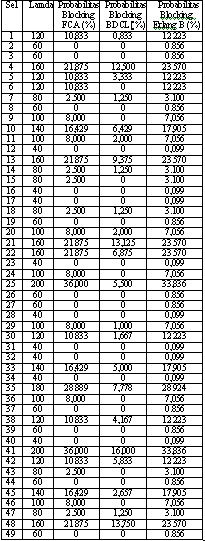 Sel Lamda Probabilitas Probabilitas Probabilitas
Blocking Blocking Blocking
FCA (%) BDCL (%) Erlang B (%)
1 120 10,833 0,833 12.223
2 60 0 0 0.856
3 60 0 0 0.856
4 160 21.875 12,500 23.570
5 120 10,833 3,333 12.223
6 120 10,833 0 12.223
7 80 2.500 1,250 3.100
8 60 0 0 0.856
9 100 8,000 0 7,056
10 140 16,429 6,429 17.905
11 100 8,000 2,000 7,056
12 40 0 0 0,099
13 160 21.875 9,375 23.570
14 80 2.500 1,250 3.100
15 80 2.500 0 3.100
16 40 0 0 0,099
17 40 0 0 0,099
18 80 2.500 1,250 3.100
19 60 0 0 0.856
20 100 8,000 2,000 7,056
21 160 21.875 13,125 23.570
22 160 21.875 6,875 23.570
23 40 0 0 0,099
24 100 8,000 0 7,056
25 200 36,000 5,500 33,836
26 60 0 0 0.856
27 60 0 0 0.856
28 40 0 0 0,099
29 100 8,000 1,000 7,056
30 120 10.833 1,667 12.223
31 40 0 0 0,099
32 40 0 0 0,099
33 140 16,429 5,000 17.905
34 40 0 0 0,099
35 180 28.889 7,778 28.924
36 100 8,000 0 7,056
37 60 0 0 0.856
38 120 10.833 4,167 12.223
39 60 0 0 0.856
40 40 0 0 0,099
41 200 36,000 16,000 33,836
42 120 10,833 5,833 12.223
43 80 2.500 0 3.100
44 60 0 0 0.856
45 140 16,429 2,657 17.905
46 100 8,000 0 7,056
47 80 2.500 1,250 3.100
48 160 21.875 13,750 23.570
49 60 0 0 0.856